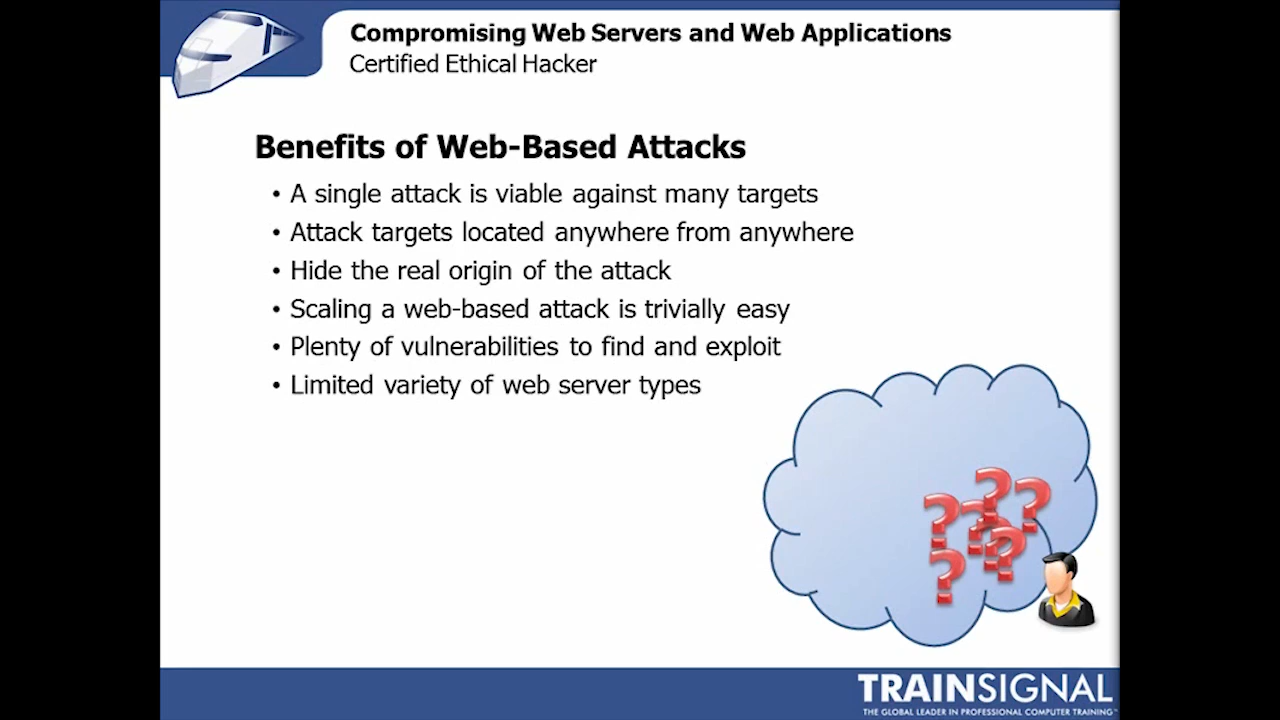 Compromising Web Servers and Web Applications
Certified Ethical Hacker
Benefits of Web-Based Attacks
• A single attack is viable against many targets
• Attack targets located anywhere from anywhere
• Hide the real origin of the attack
• Scaling a web-based attack is trivially easy
• Plenty of vulnerabilities to find and exploit
• Limited variety of web server types
? ? ? ? ? ? ?
TRAINSIGNAL
THE GLOBAL LEADER IN PROFESSIONAL COMPUTER TRAINING